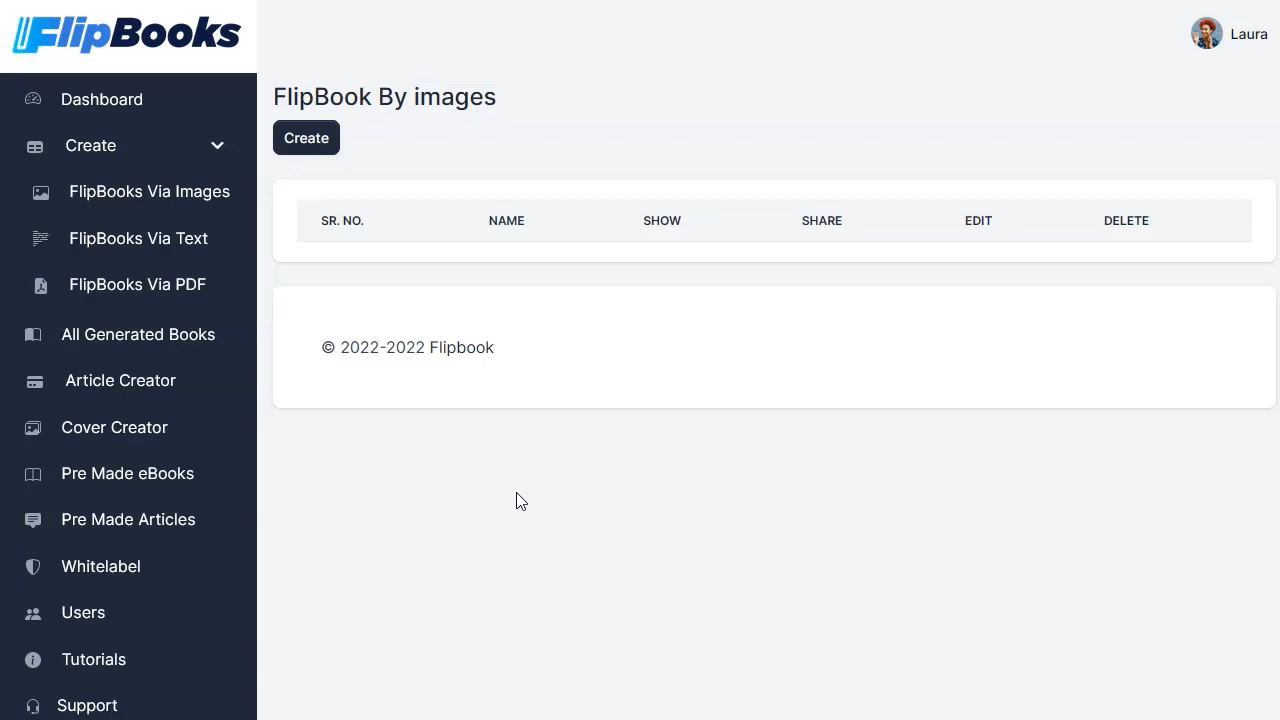 FlipBooks
Laura
Dashboard
Create
FlipBooks Via Images
FlipBooks Via Text
FlipBooks Via PDF
All Generated Books
Article Creator
Cover Creator
Pre Made eBooks
Pre Made Articles
Whitelabel
Users
Tutorials
Support
FlipBook By images
Create
SR. NO. NAME SHOW SHARE EDIT DELETE
© 2022-2022 Flipbook